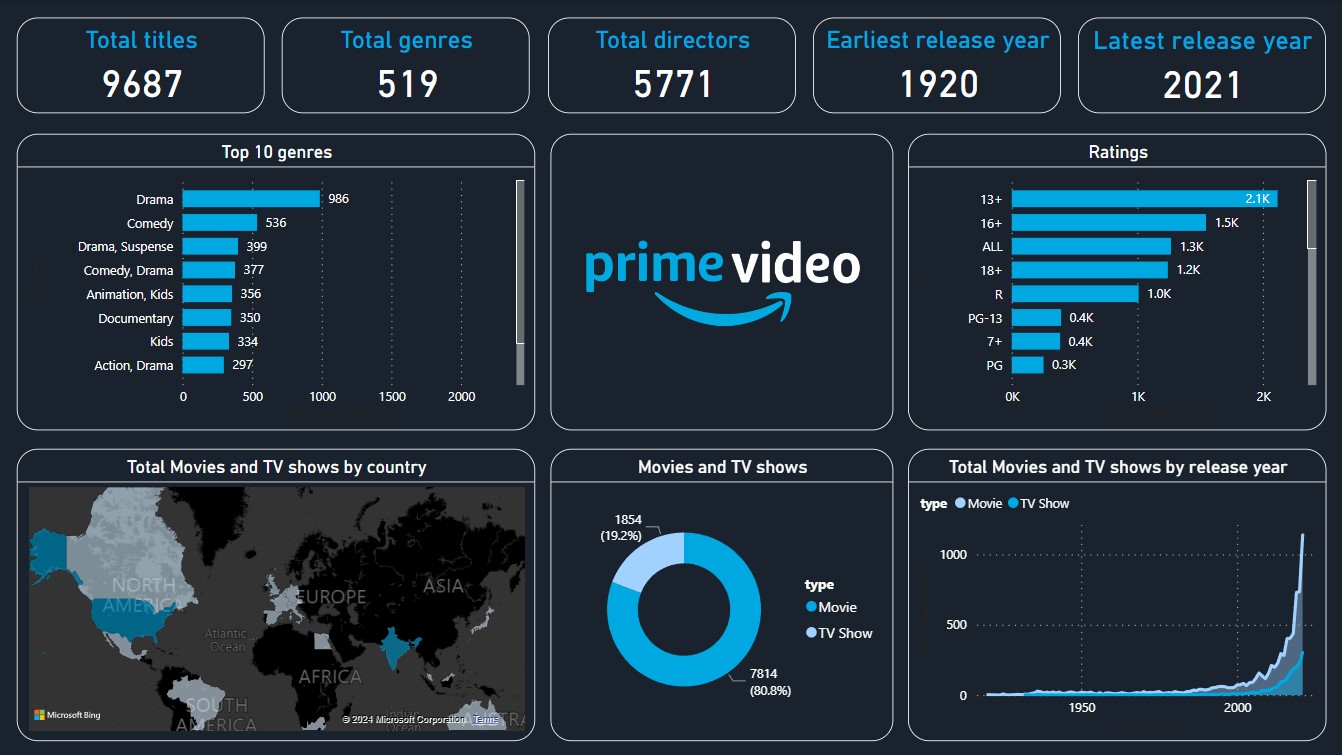 Total titles
9687
Total genres
519
Total directors
5771
Earliest release year
1920
Latest release year
2021
Top 10 genres
Drama 986
Comedy 536
Drama, Suspense 399
Comedy, Drama 377
Animation, Kids 356
Documentary 350
Kids 334
Action, Drama 297
0 500 1000 1500 2000
prime video
Ratings
13+ 2.1K
16+ 1.5K
ALL 1.3K
18+ 1.2K
R 1.0K
PG-13 0.4K
7+ 0.4K
PG 0.3K
0K 1K 2K
Total Movies and TV shows by country
NORTH
AMERICA
EUROPE
ASIA
Atlantic
Ocean
AFRICA
SOUTH
AMERICA
Microsoft Bing
© 2024 Microsoft Corporation Terms
Movies and TV shows
1854
(19.2%)
7814
(80.8%)
type
Movie
TV Show
Total Movies and TV shows by release year
type Movie TV Show
1000
500
0
1950 2000